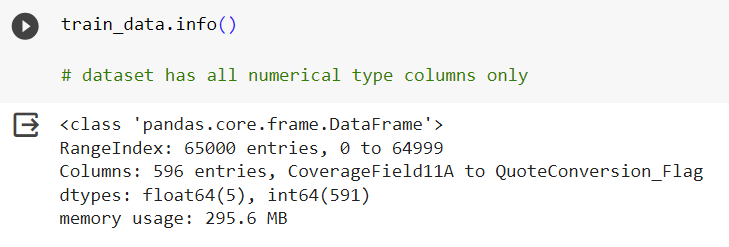 train_data.info()
# dataset has all numerical type columns only
<class 'pandas.core.frame.DataFrame'>
RangeIndex: 65000 entries, 0 to 64999
Columns: 596 entries, CoverageField11A to QuoteConversion_Flag
dtypes: float64(5), int64(591)
memory usage: 295.6 MB